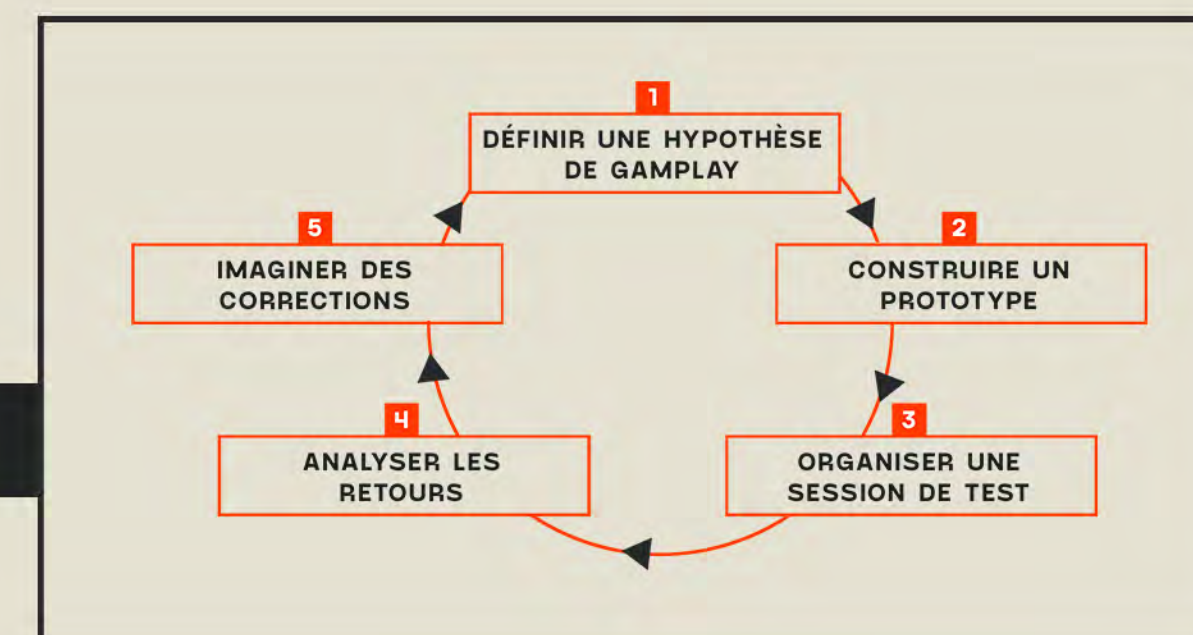 1
DÉFINIR UNE HYPOTHÈSE
DE GAMPLAY
2
CONSTRUIRE UN
PROTOTYPE
3
ORGANISER UNE
SESSION DE TEST
4
ANALYSER LES
RETOURS
5
IMAGINER DES
CORRECTIONS